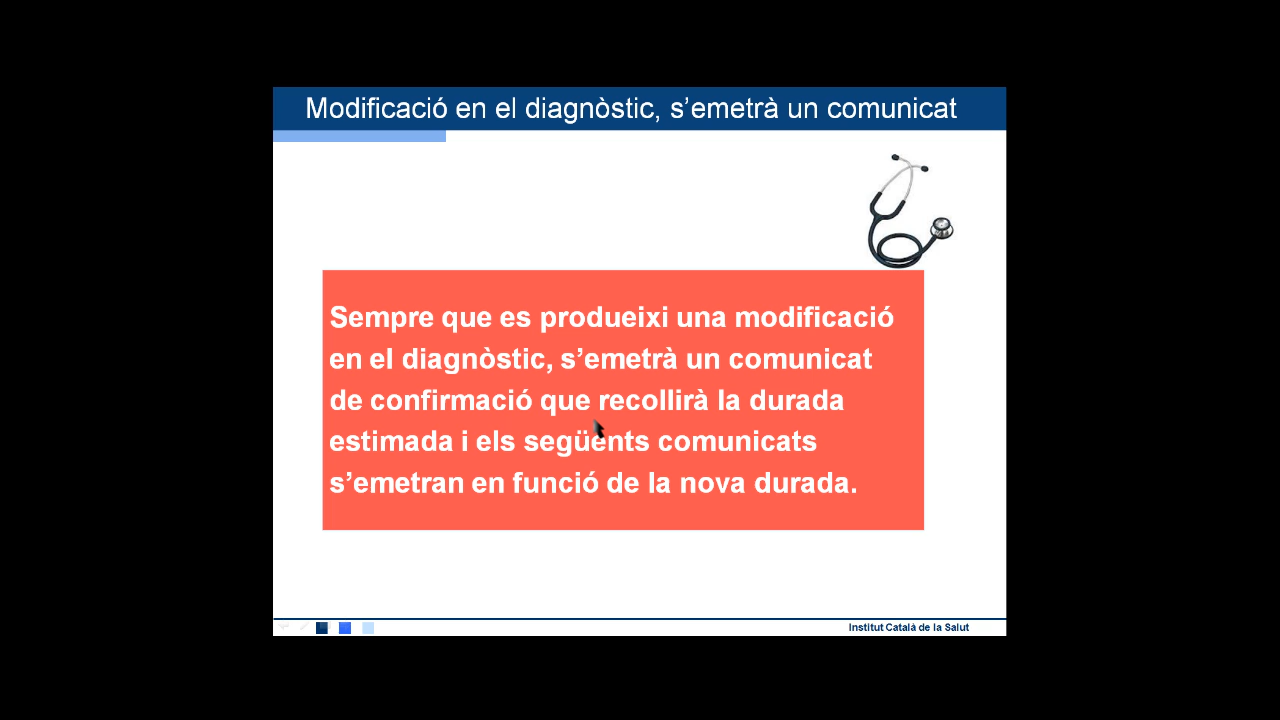 Modificació en el diagnòstic, s’emetrà un comunicat
Sempre que es produeixi una modificació
en el diagnòstic, s’emetrà un comunicat
de confirmació que recollirà la durada
estimada i els següents comunicats
s’emetran en funció de la nova durada.
Institut Català de la Salut